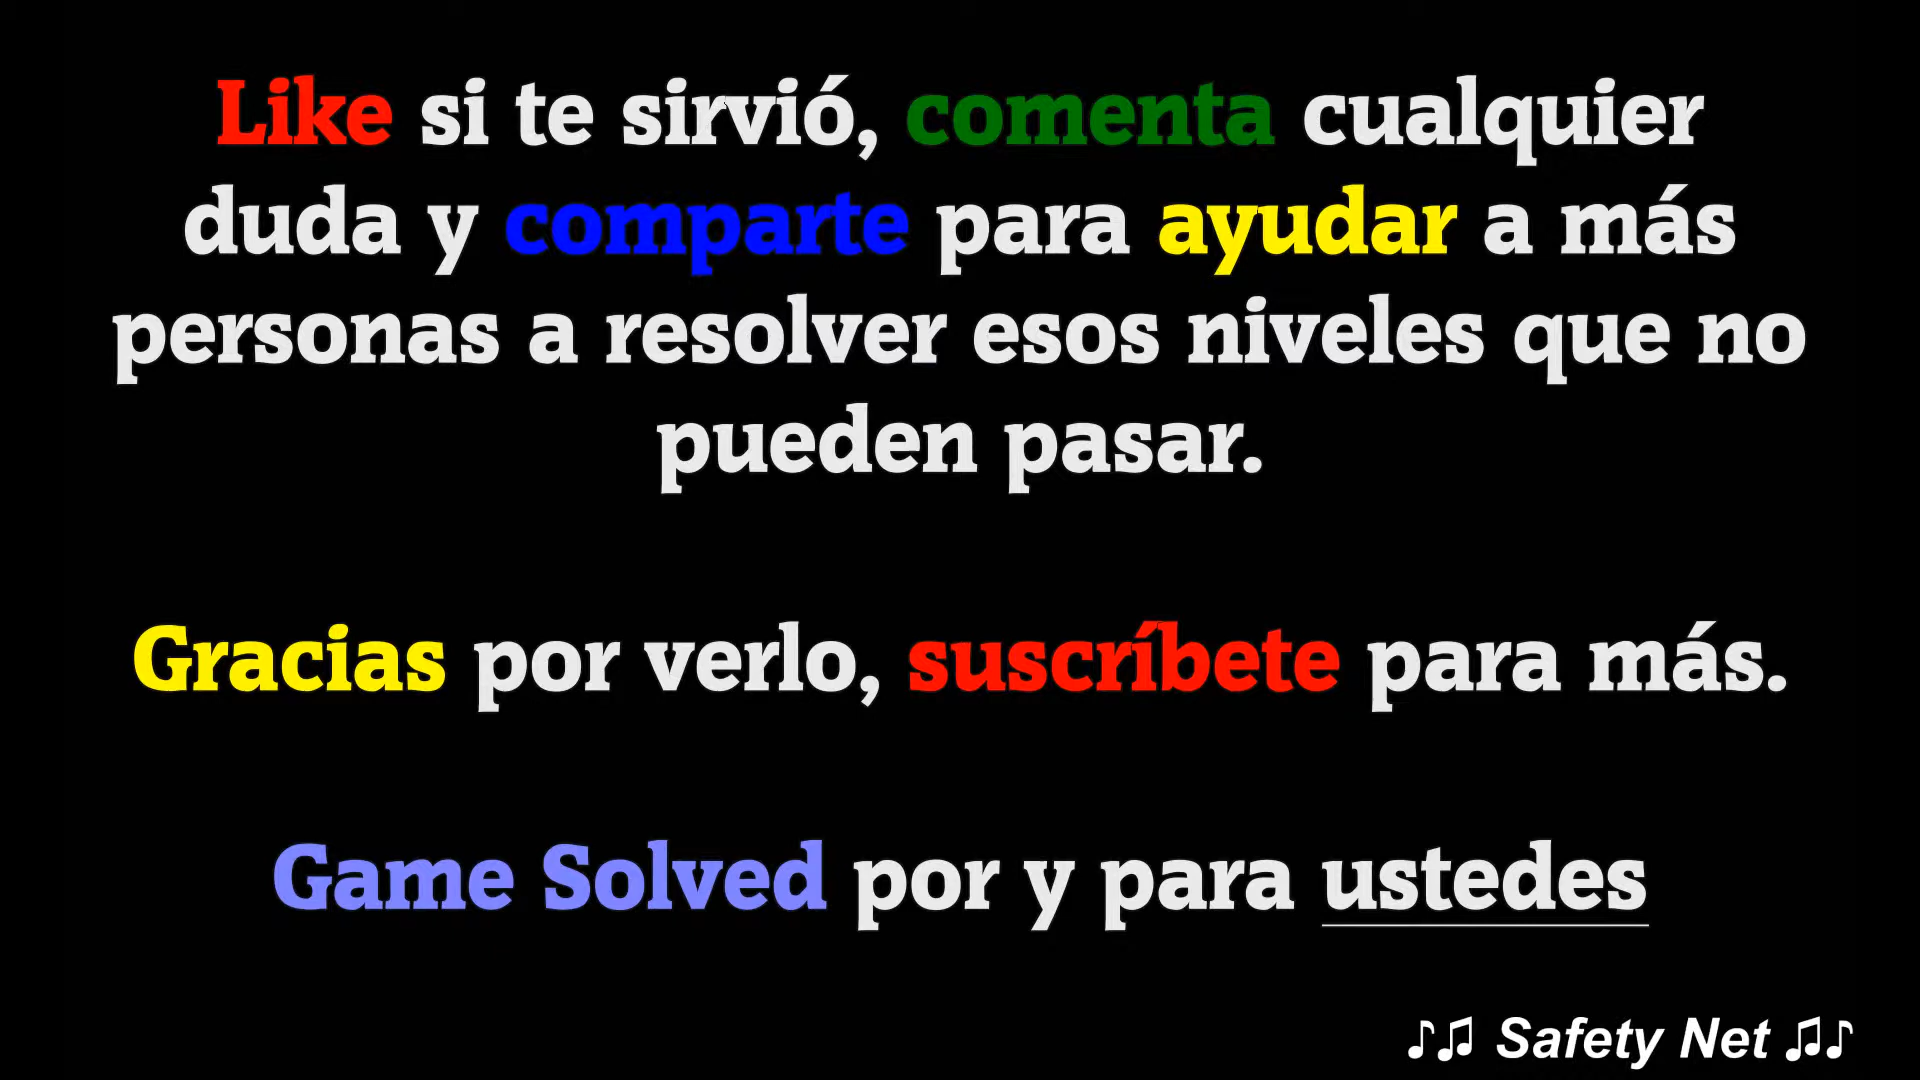 Like si te sirvió, comenta cualquier
duda y comparte para ayudar a más
personas a resolver esos niveles que no
pueden pasar.
Gracias por verlo, suscríbete para más.
Game Solved por y para ustedes
♪♫ Safety Net ♫♪